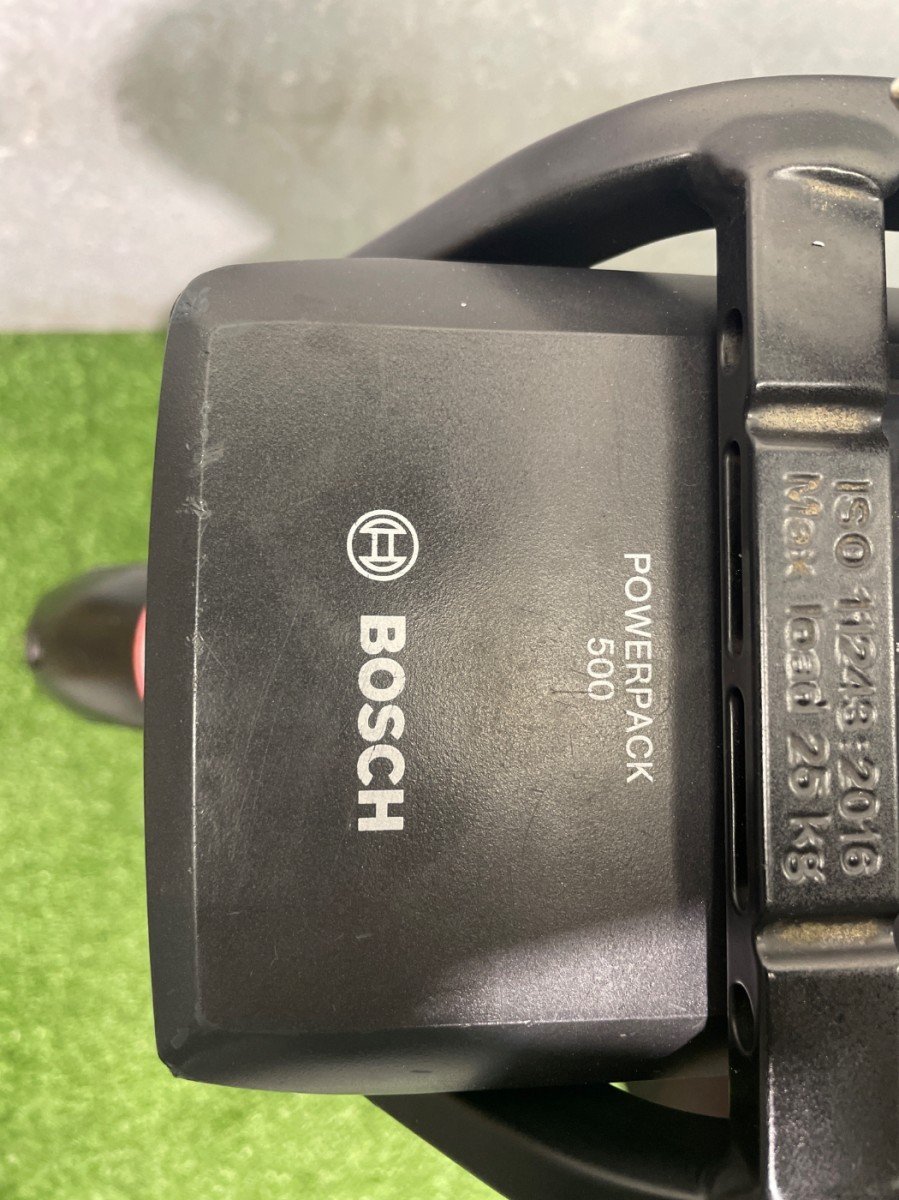 BOSCH
POWERPACK
500
ISO 11243:2016
Max load 25 kg